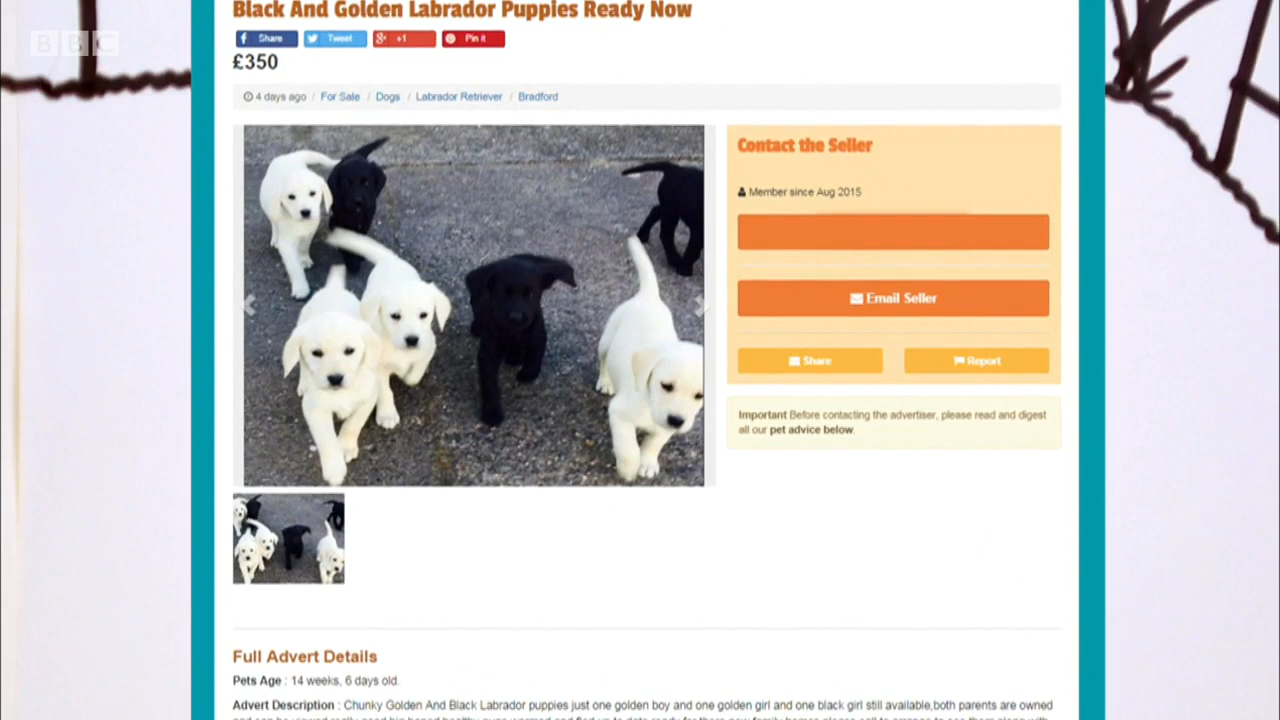 Black And Golden Labrador Puppies Ready Now
BBC
Share Tweet +1 Pin it
£350
4 days ago / For Sale / Dogs / Labrador Retriever / Bradford
Contact the Seller
Member since Aug 2015
Email Seller
Share Report
Important Before contacting the advertiser, please read and digest
all our pet advice below.
Full Advert Details
Pets Age : 14 weeks, 6 days old.
Advert Description : Chunky Golden And Black Labrador puppies just one golden boy and one golden girl and one black girl still available,both parents are owned